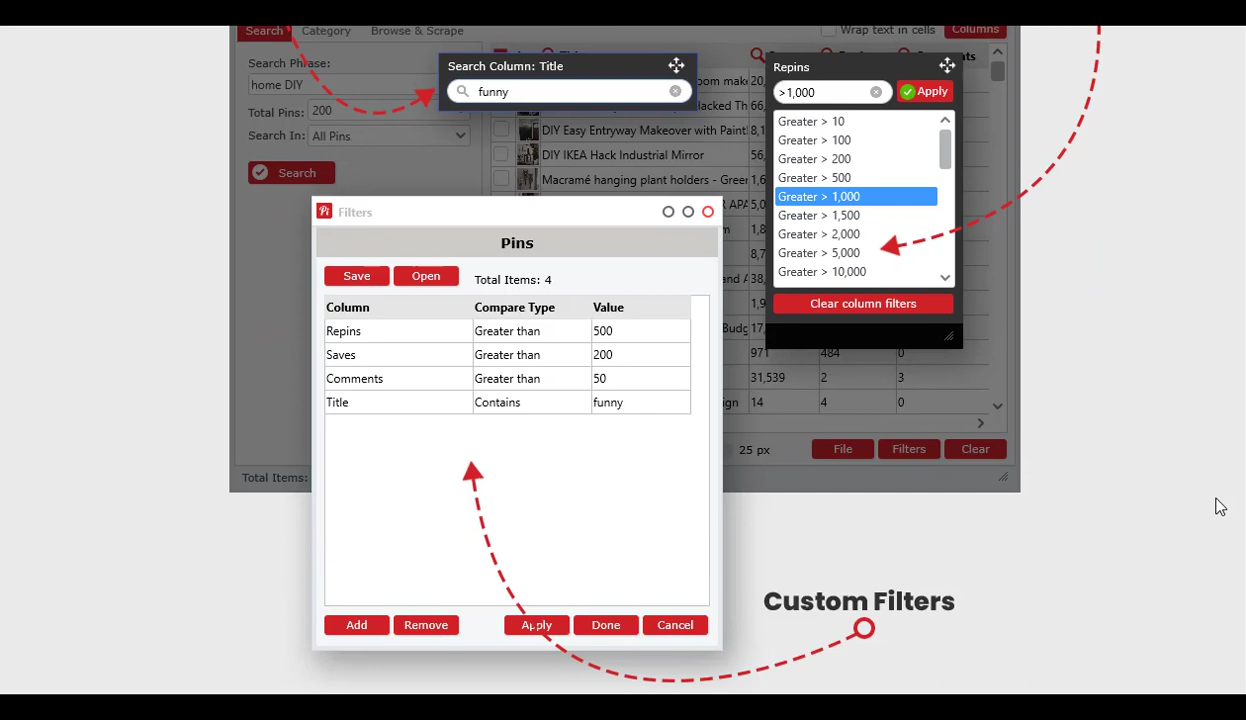 Search Category Browse & Scrape Wrap text in cells Columns
Search Phrase:
home DIY
Total Pins: 200
Search In: All Pins
Search
Search Column: Title
funny
Repins
>1,000 Apply
Greater > 10
Greater > 100
Greater > 200
Greater > 500
Greater > 1,000
Greater > 1,500
Greater > 2,000
Greater > 5,000
Greater > 10,000
Clear column filters
DIY Easy Entryway Makeover with Paint 8,1
DIY IKEA Hack Industrial Mirror 56,
Macramé hanging plant holders - Green 1,6
Pi Filters
Pins
Save Open Total Items: 4
Column Compare Type Value
Repins Greater than 500
Saves Greater than 200
Comments Greater than 50
Title Contains funny
971 484 0
31,539 2 3
14 4 0
25 px File Filters Clear
Total Items:
Add Remove Apply Done Cancel
Custom Filters